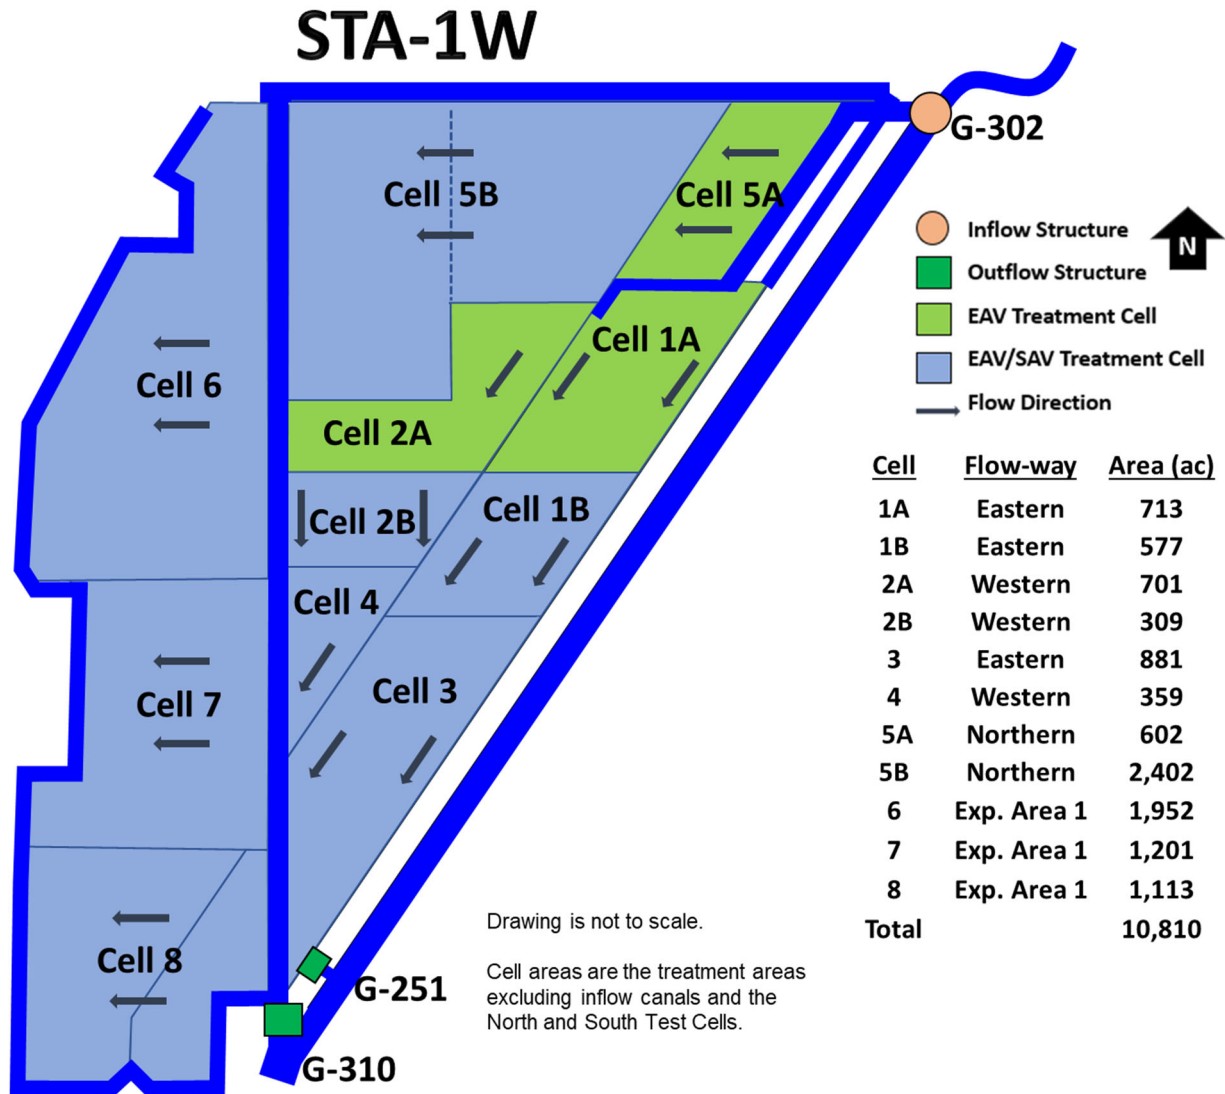 STA-1W
G-302
Cell 5B
Cell 5A
Inflow Structure
N
Outflow Structure
EAV Treatment Cell
EAV/SAV Treatment Cell
Flow Direction
Cell 1A
Cell 6
Cell 2A
Cell 2B
Cell 1B
Cell 4
Cell 3
Cell 7
Cell 8
G-251
G-310
Cell Flow-way Area (ac)
1A Eastern 713
1B Eastern 577
2A Western 701
2B Western 309
3 Eastern 881
4 Western 359
5A Northern 602
5B Northern 2,402
6 Exp. Area 1 1,952
7 Exp. Area 1 1,201
8 Exp. Area 1 1,113
Total 10,810
Drawing is not to scale.
Cell areas are the treatment areas
excluding inflow canals and the
North and South Test Cells.